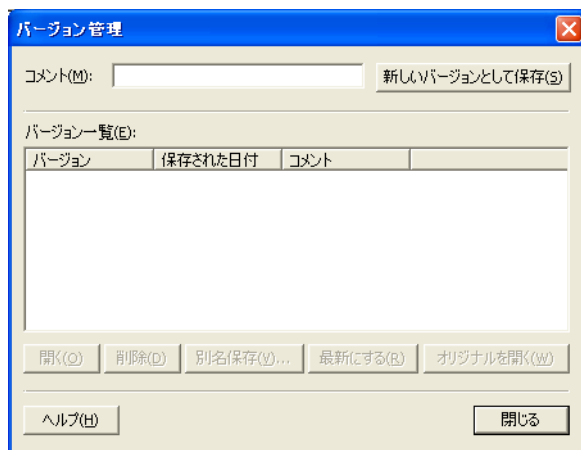 バージョン管理
コメント(M): 新しいバージョンとして保存(S)
バージョン一覧(E):
バージョン 保存された日付 コメント
開く(O) 削除(D) 別名保存(V)... 最新にする(R) オリジナルを開く(W)
ヘルプ(H) 閉じる